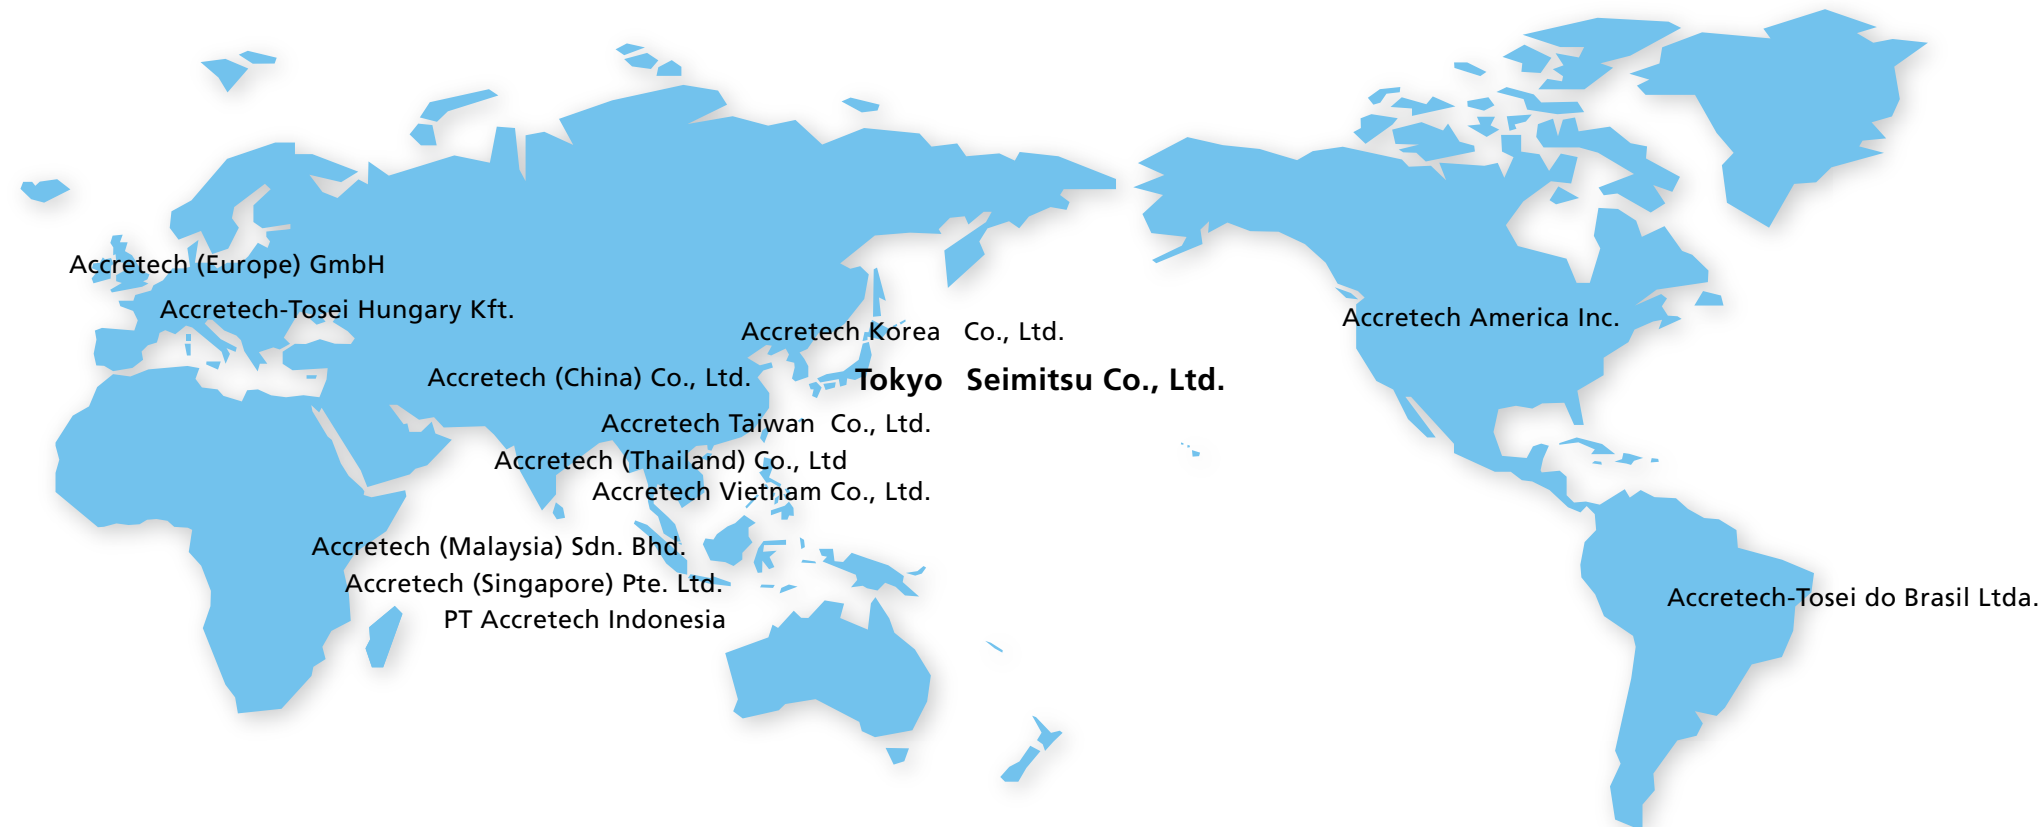 Accretech (Europe) GmbH
Accretech-Tosei Hungary Kft.
Accretech America Inc.
Accretech Korea Co., Ltd.
Accretech (China) Co., Ltd.
Tokyo Seimitsu Co., Ltd.
Accretech Taiwan Co., Ltd.
Accretech (Thailand) Co., Ltd
Accretech Vietnam Co., Ltd.
Accretech (Malaysia) Sdn. Bhd.
Accretech (Singapore) Pte. Ltd.
Accretech-Tosei do Brasil Ltda.
PT Accretech Indonesia